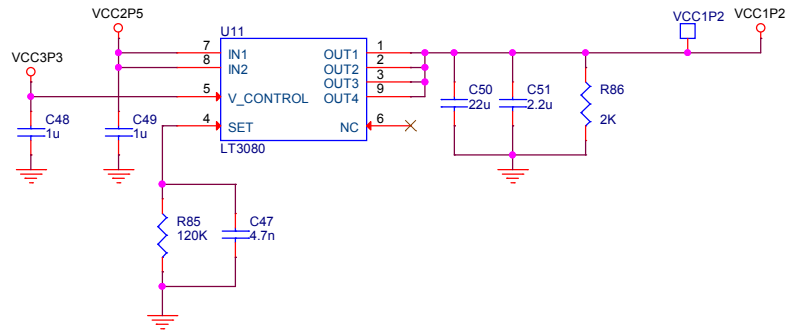 VCC2P5
U11
VCC1P2
VCC1P2
VCC3P3
7 IN1 OUT1 1
8 IN2 OUT2 2
OUT3 3
5 V_CONTROL OUT4 9
4 SET NC 6
LT3080
C48
1u
C49
1u
C50
22u
C51
2.2u
R86
2K
R85
120K
C47
4.7n